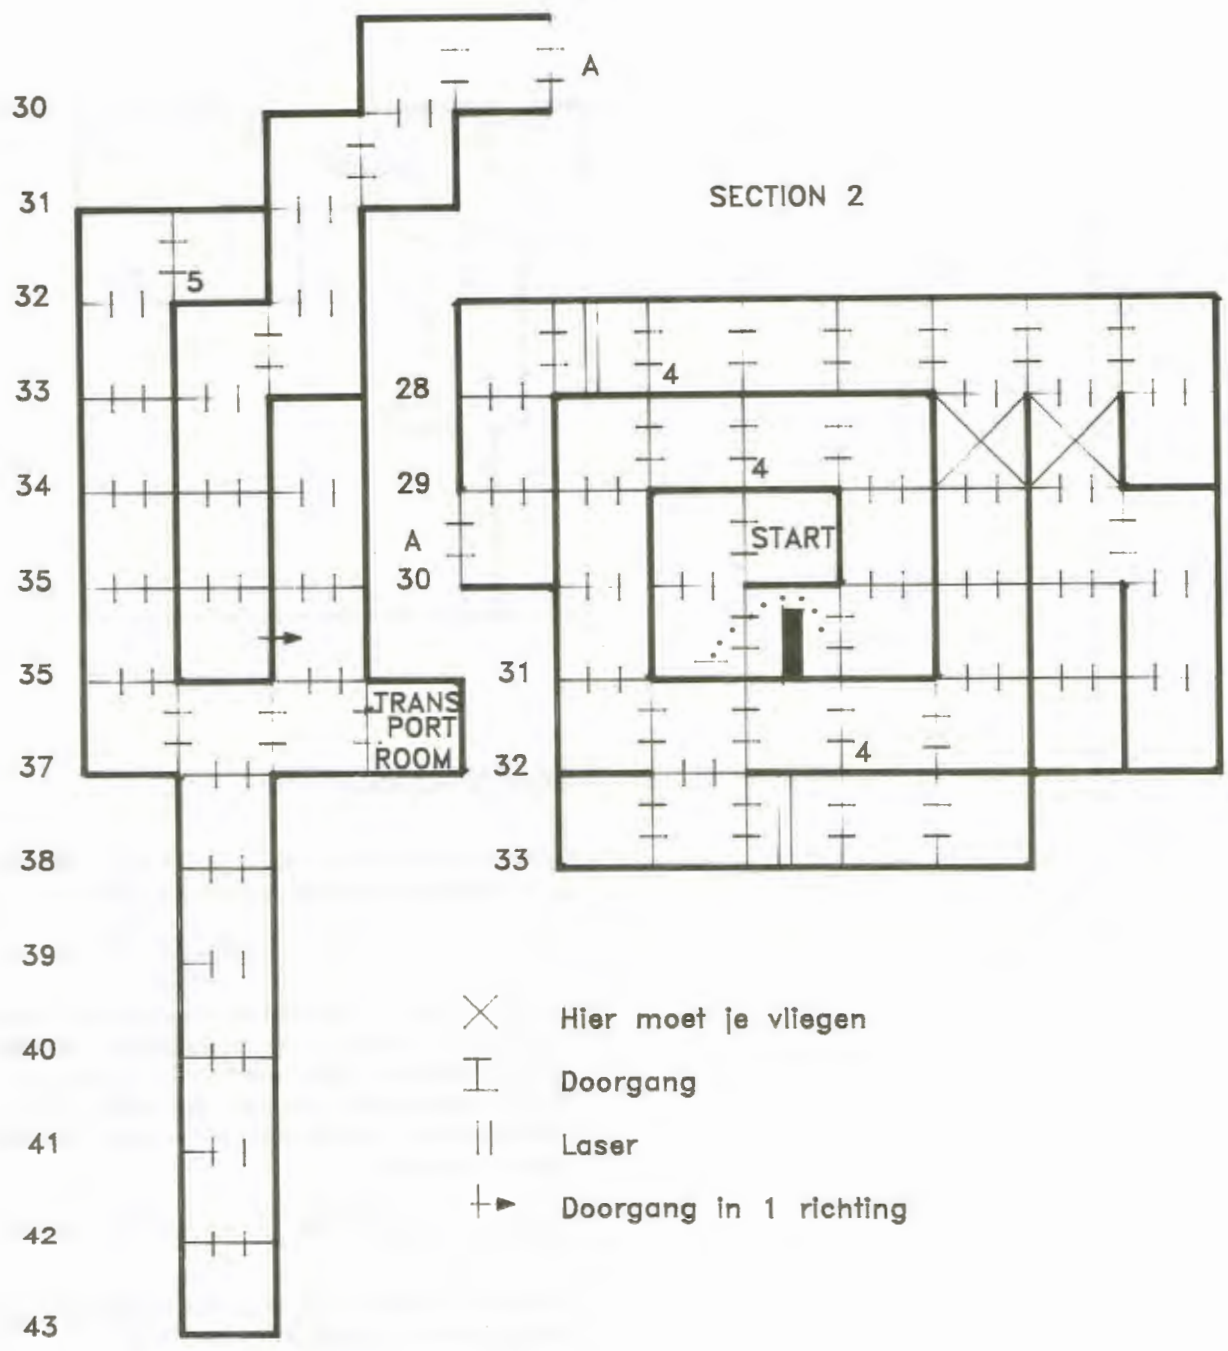 A
30
31
SECTION 2
5
32
4
33
28
34
29
4
START
A
35
30
35
31
TRANS
PORT
ROOM
4
37
32
38
33
39
Hier moet je vliegen
40
Doorgang
41
Laser
42
Doorgang in 1 richting
43